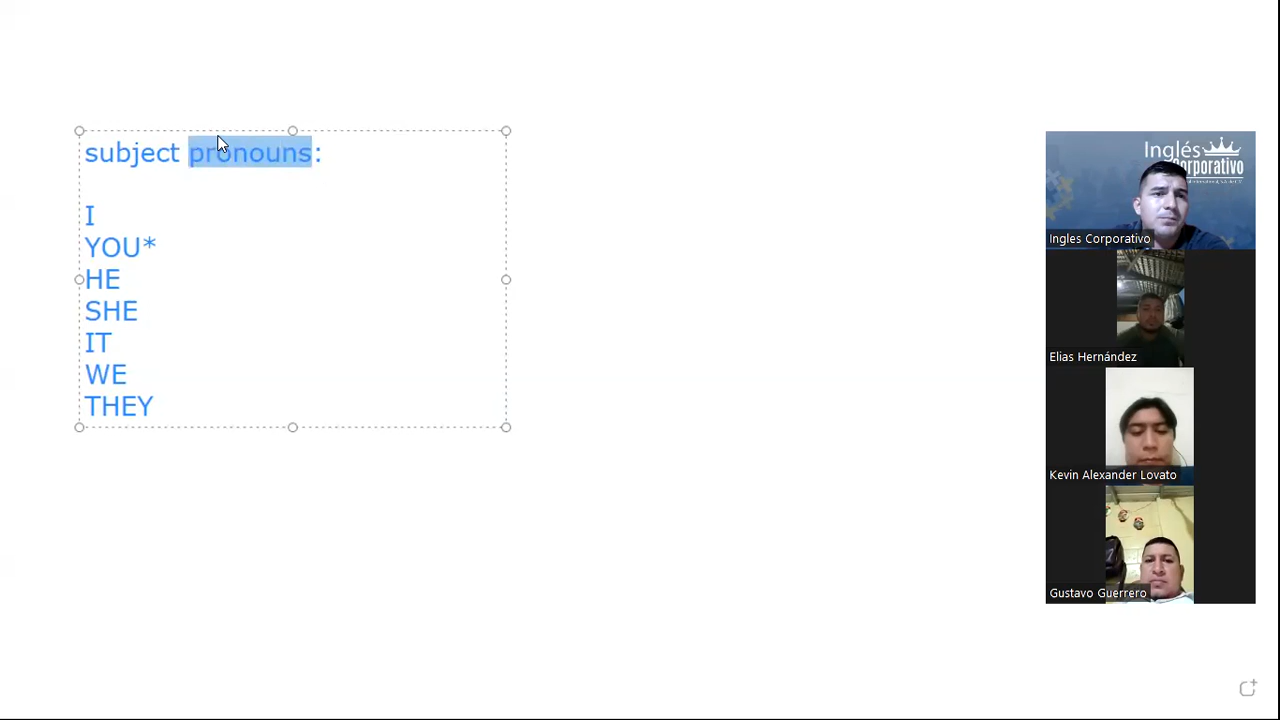 subject pronouns:
I
YOU*
HE
SHE
IT
WE
THEY
Inglés
Corporativo
Ingles Corporativo
Elias Hernández
Kevin Alexander Lovato
Gustavo Guerrero